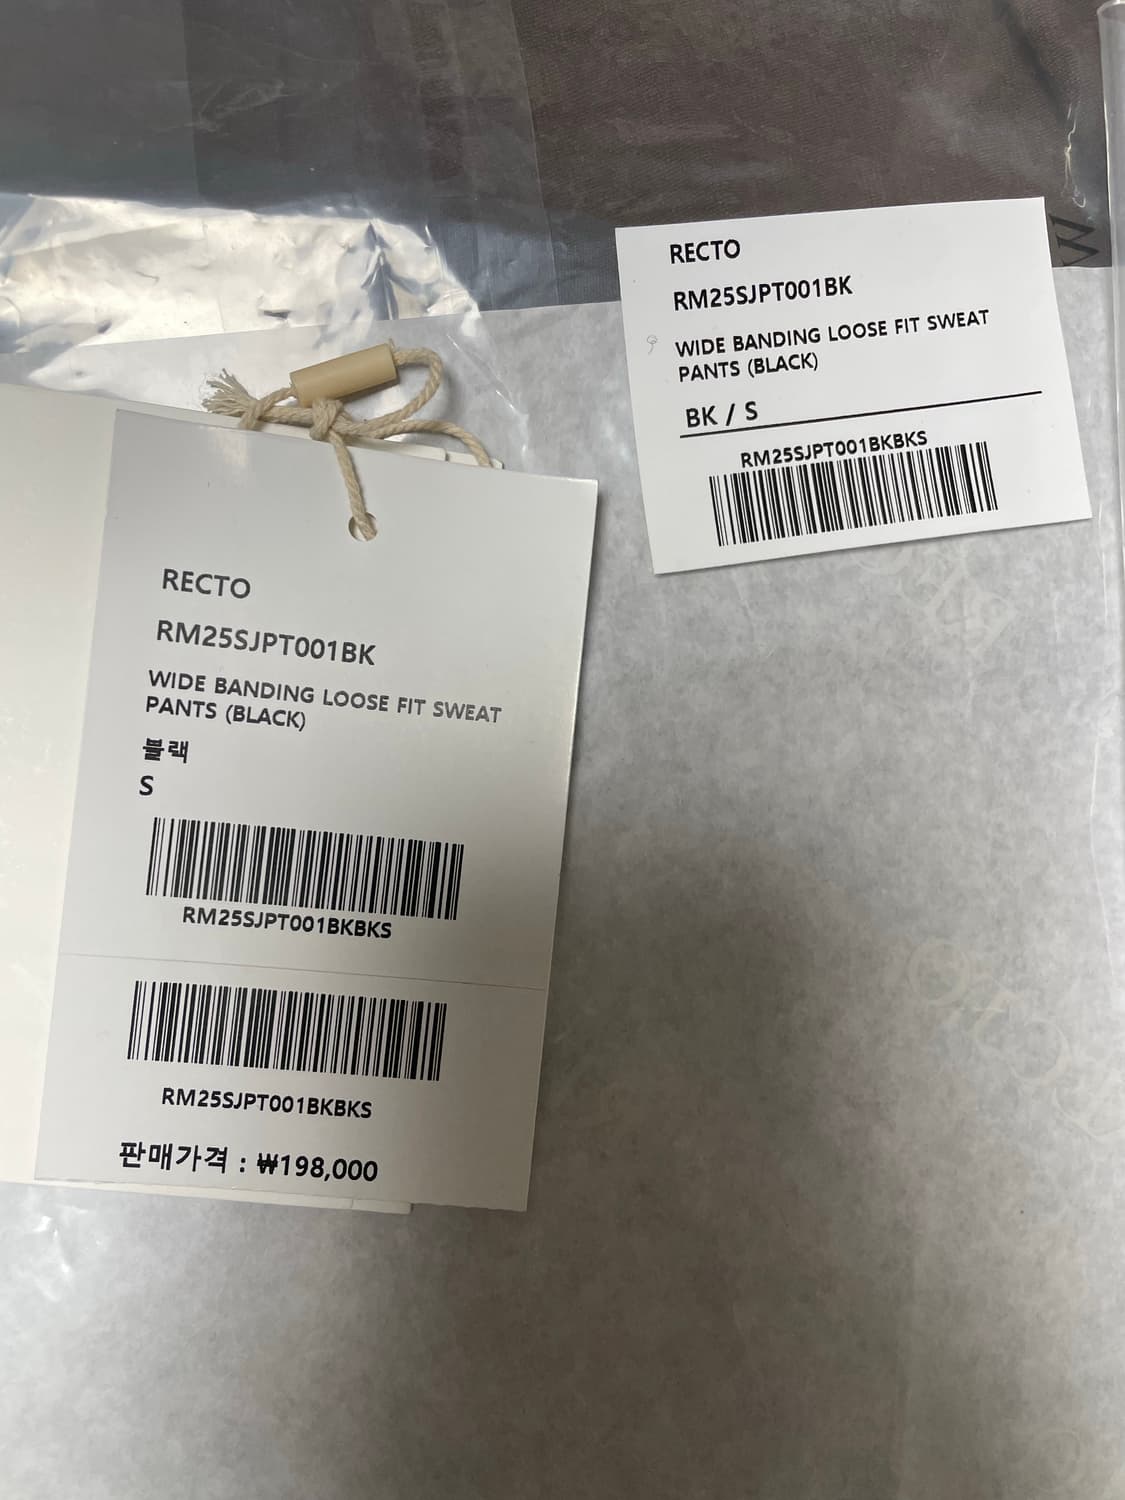 RECTO
RM25SJPT001BK
WIDE BANDING LOOSE FIT SWEAT
PANTS (BLACK)
BK / S
RM25SJPT001BKBKS
RECTO
RM25SJPT001BK
WIDE BANDING LOOSE FIT SWEAT
PANTS (BLACK)
블랙
S
RM25SJPT001BKBKS
RM25SJPT001BKBKS
판매가격 : ₩198,000